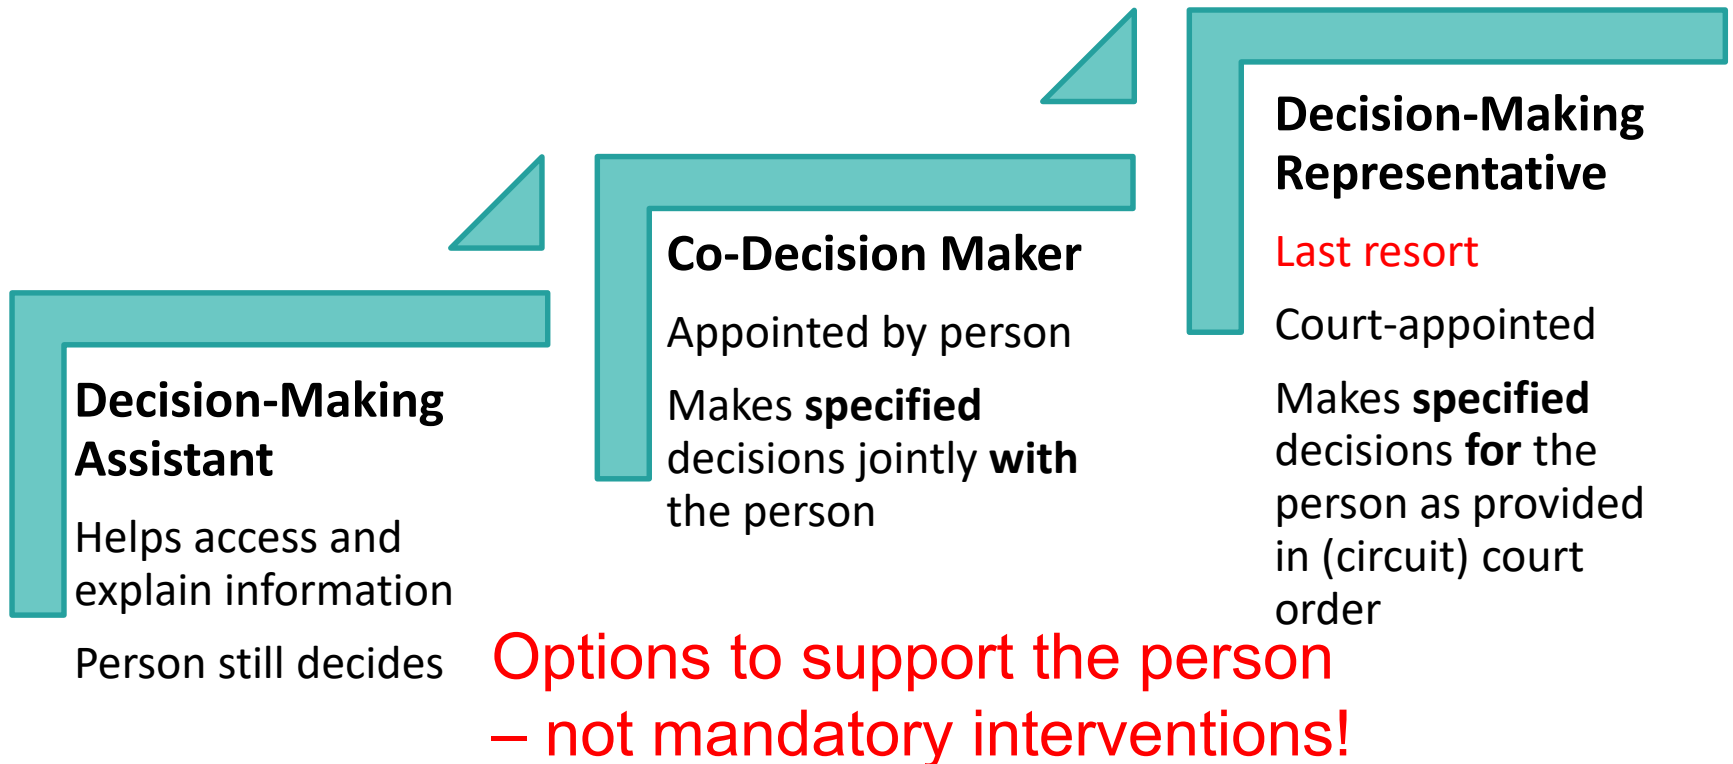 Decision-Making
Assistant
Helps access and
explain information
Person still decides
Co-Decision Maker
Appointed by person
Makes specified
decisions jointly with
the person
Decision-Making
Representative
Last resort
Court-appointed
Makes specified
decisions for the
person as provided
in (circuit) court
order
Options to support the person
– not mandatory interventions!